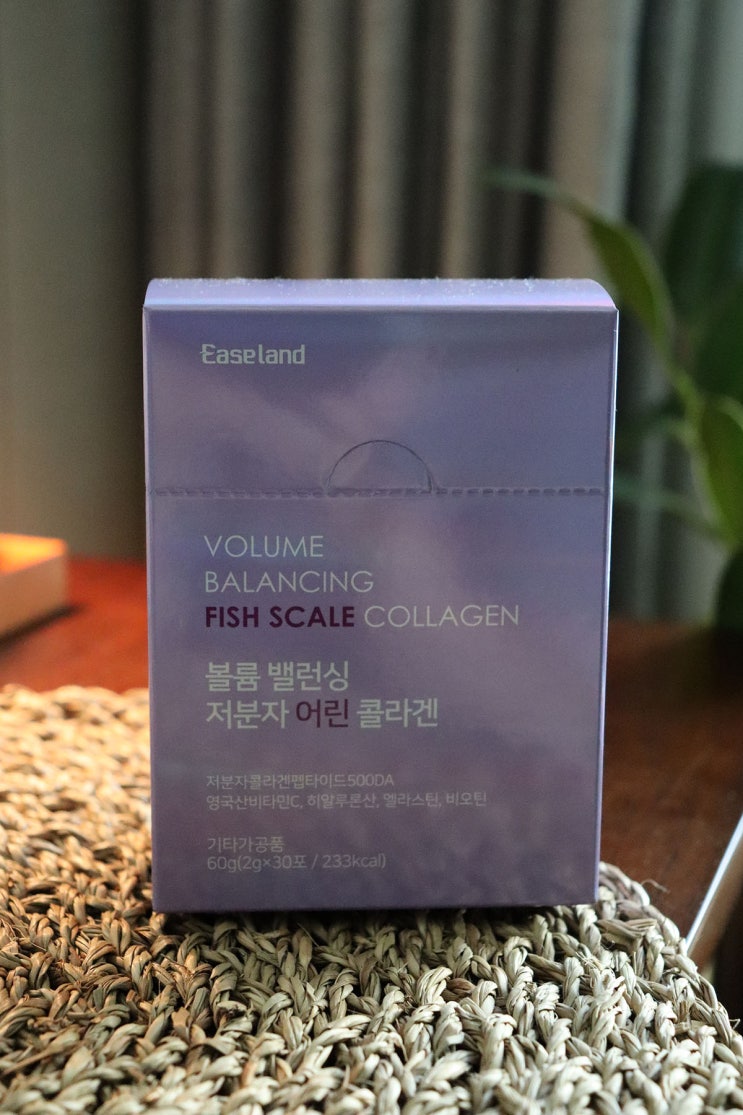 Easeland
VOLUME
BALANCING
FISH SCALE COLLAGEN
볼륨 밸런싱
저분자 어린 콜라겐
저분자콜라겐펩타이드500DA
영국산비타민C, 히알루론산, 엘라스틴, 비오틴
기타가공품
60g(2g×30포 / 233kcal)